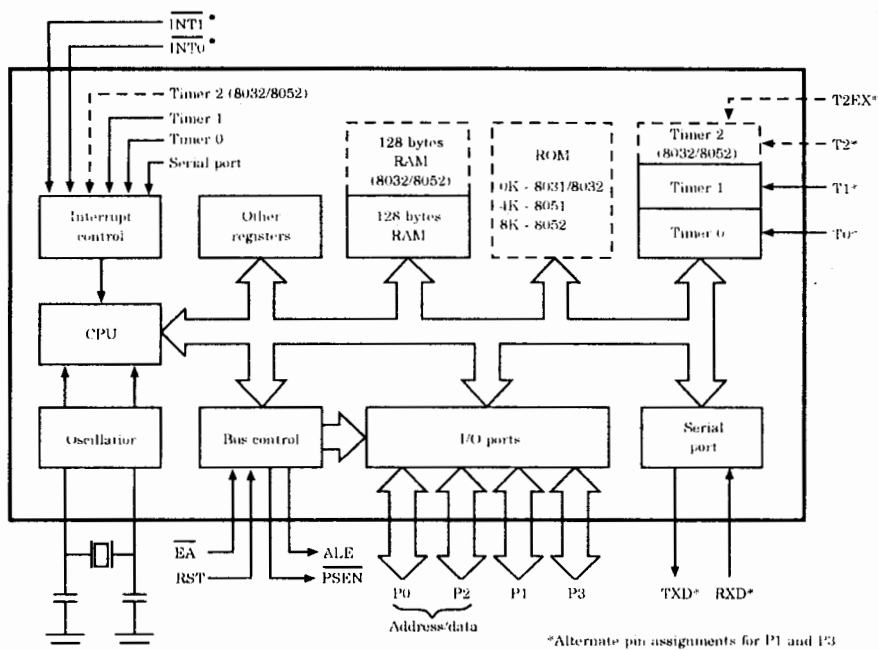 INT1*
INT0*
Timer 2 (8032/8052)
Timer 1
Timer 0
Serial port
Interrupt
control
Other
registers
128 bytes
RAM
(8032/8052)
128 bytes
RAM
ROM
0K - 8031/8032
4K - 8051
8K - 8052
Timer 2
(8032/8052)
Timer 1
Timer 0
T2EX*
T2*
T1*
T0*
CPU
Oscillator
Bus control
I/O ports
Serial
port
EA
RST
ALE
PSEN
P0
P2
P1
P3
Address/data
TXD*
RXD*
*Alternate pin assignments for P1 and P3